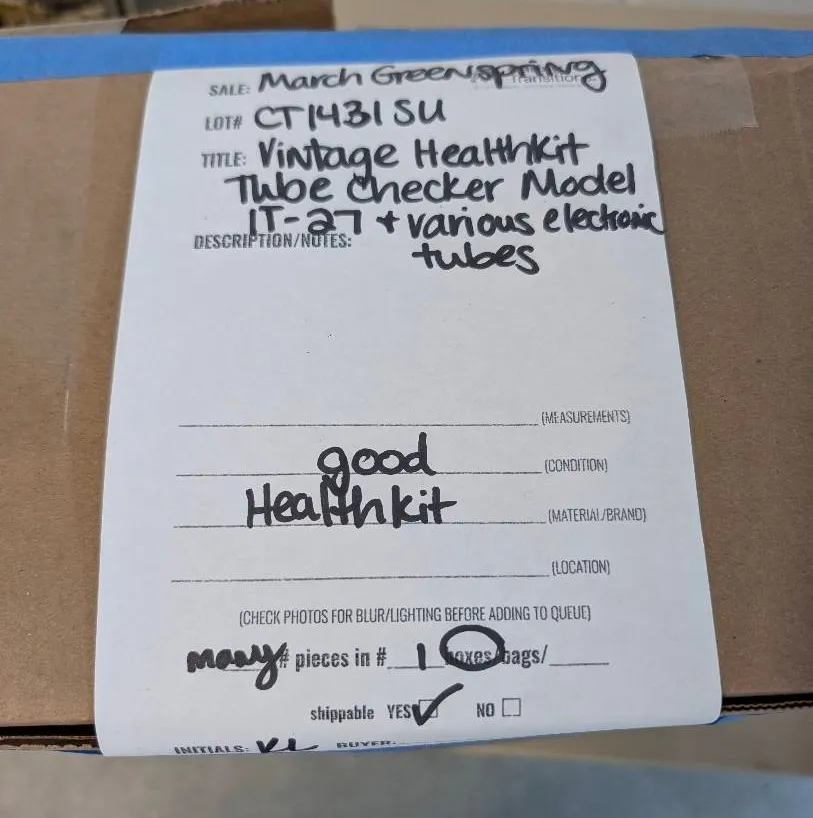 SALE: March Greenspring
Transitions
LOT# CT1431SU
TITLE: Vintage Healthkit
Tube Checker Model
IT-27 + various electronic
DESCRIPTION/NOTES:
tubes
(MEASUREMENTS)
good (CONDITION)
Healthkit (MATERIAL/BRAND)
(LOCATION)
(CHECK PHOTOS FOR BLUR/LIGHTING BEFORE ADDING TO QUEUE)
many # pieces in # 1 boxes/bags/
shippable YES ✓ NO
INITIALS: BUYER: